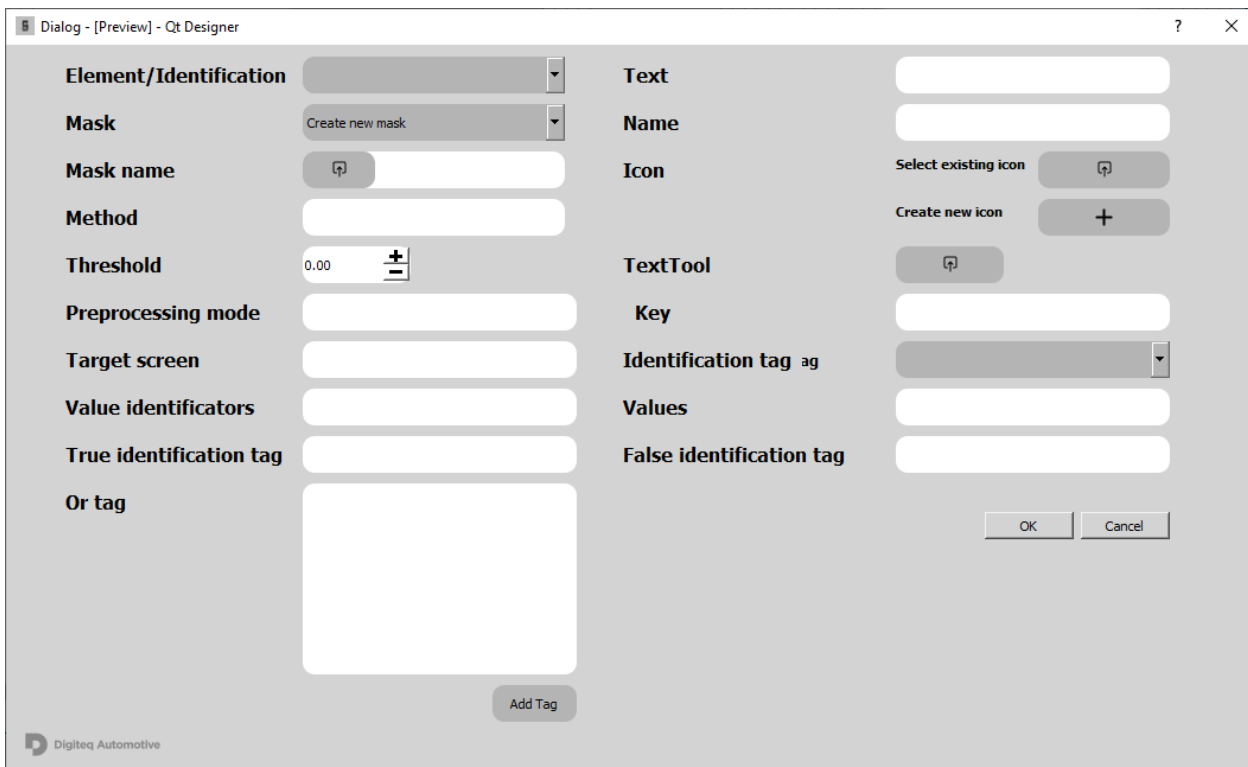 Dialog - [Preview] - Qt Designer
Element/Identification
Text
Mask
Create new mask
Name
Mask name
Icon
Select existing icon
Method
Create new icon
Threshold
0.00
TextTool
Preprocessing mode
Key
Target screen
Identification tag ag
Value identificators
Values
True identification tag
False identification tag
Or tag
OK
Cancel
Add Tag
Digiteq Automotive